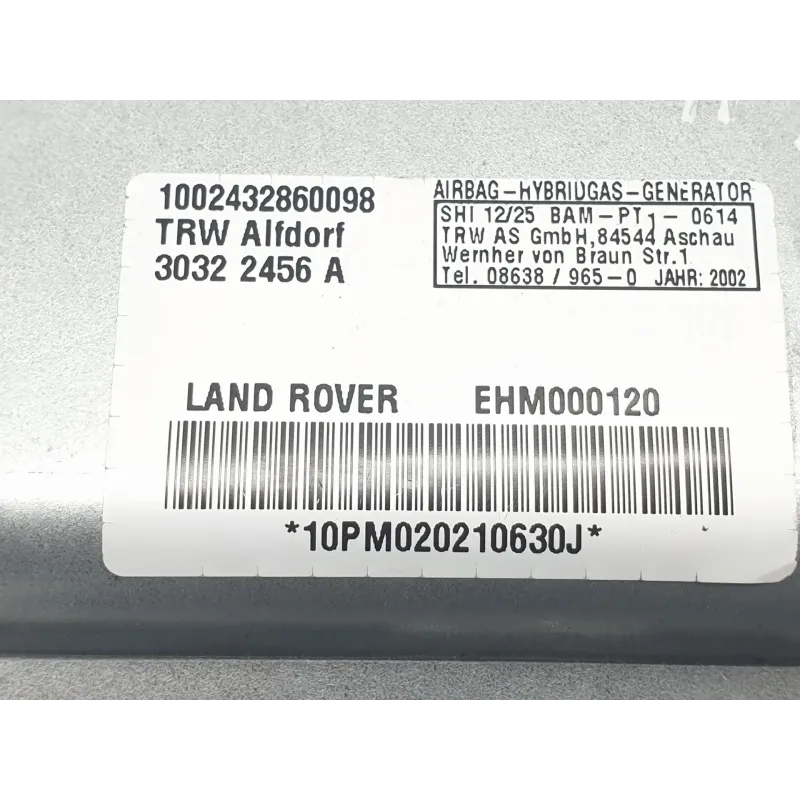 1002432860098
TRW Alfdorf
3032 2456 A
AIRBAG-HYBRIDGAS-GENERATOR
SHI 12/25 BAM-PT1-0614
TRW AS GmbH,84544 Aschau
Wernher von Braun Str.1
Tel. 08638 / 965-0 JAHR: 2002
LAND ROVER EHM000120
*10PM020210630J*